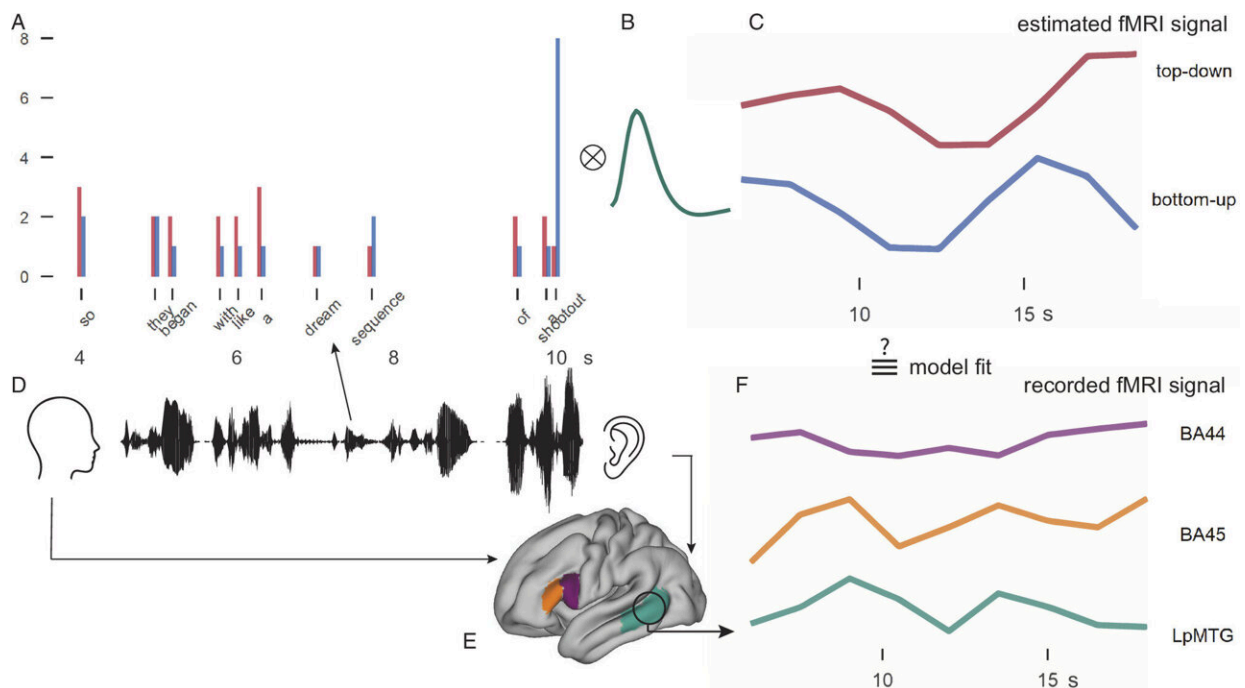 A
8
6
4
2
0
so
they
began
with
like
a
dream
sequence
of
a
shootout
4
6
8
10 s
B
C
estimated fMRI signal
top-down
bottom-up
10
15 s
?
model fit
D
E
F
recorded fMRI signal
BA44
BA45
LpMTG
10
15 s